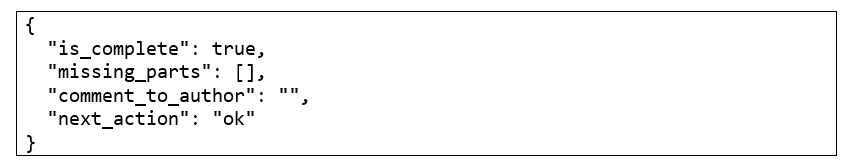 {
  "is_complete": true,
  "missing_parts": [],
  "comment_to_author": "",
  "next_action": "ok"
}